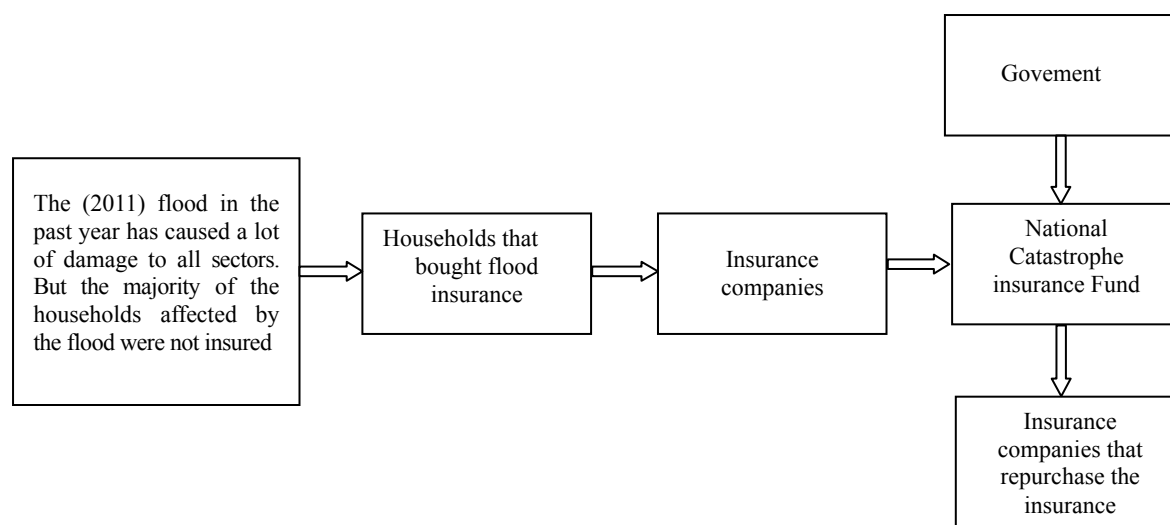 Govement
The (2011) flood in the
past year has caused a lot
of damage to all sectors.
But the majority of the
households affected by
the flood were not insured
Households that
bought flood
insurance
Insurance
companies
National
Catastrophe
insurance Fund
Insurance
companies that
repurchase the
insurance